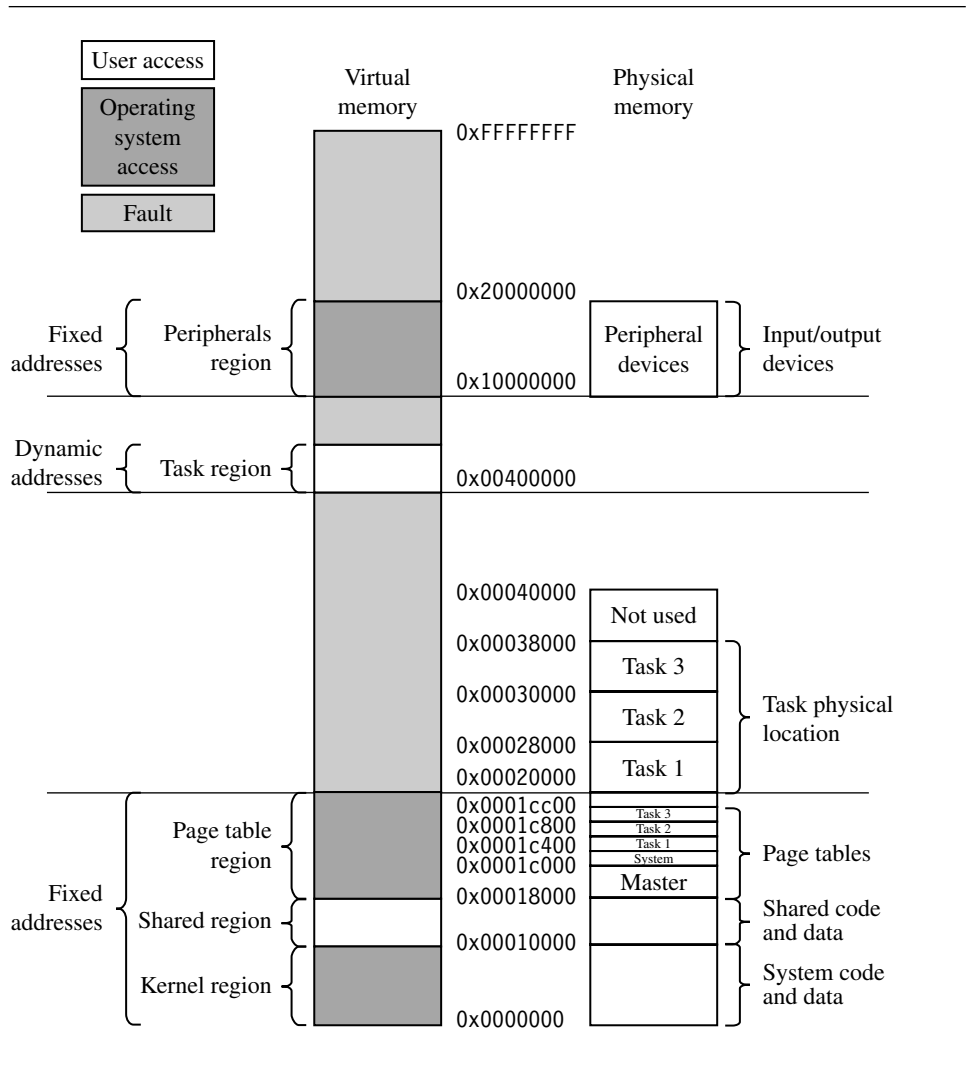 User access
Operating
system
access
Fault
Virtual
memory
Physical
memory
0xFFFFFFFF
0x20000000
Fixed
addresses
Peripherals
region
Peripheral
devices
Input/output
devices
0x10000000
Dynamic
addresses
Task region
0x00400000
0x00040000
Not used
0x00038000
Task 3
0x00030000
Task 2
Task physical
location
0x00028000
Task 1
0x00020000
0x0001cc00
Task 3
0x0001c800
Task 2
0x0001c400
Task 1
System
0x0001c000
Page table
region
Page tables
Master
0x00018000
Fixed
addresses
Shared region
Shared code
and data
0x00010000
Kernel region
System code
and data
0x0000000